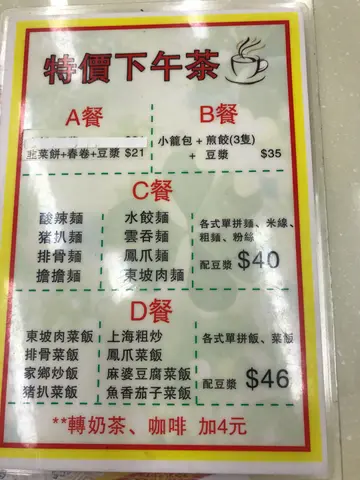 特價下午茶
A餐
韭菜餅+春卷+豆漿 $21
B餐
小籠包 + 煎餃(3隻)
+ 豆漿 $35
C餐
酸辣麵 水餃麵
豬扒麵 雲吞麵
排骨麵 鳳爪麵
擔擔麵 東坡肉麵
各式單拼麵、米線、
粗麵、粉絲
配豆漿 $40
D餐
東坡肉菜飯 上海粗炒
排骨菜飯 鳳爪菜飯
家鄉炒飯 麻婆豆腐菜飯
豬扒菜飯 魚香茄子菜飯
各式單拼飯、菜飯
配豆漿 $46
**轉奶茶、咖啡 加4元